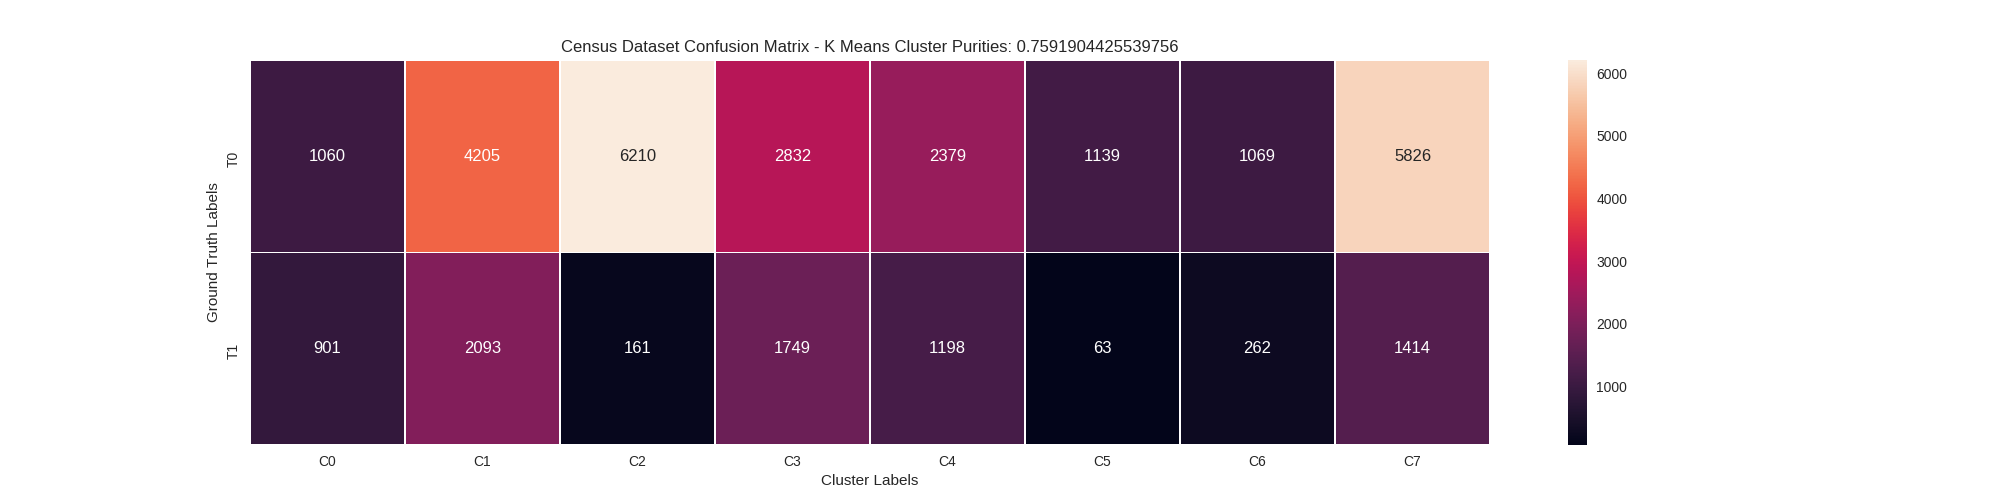 Census Dataset Confusion Matrix - K Means Cluster Purities: 0.7591904425539756
Ground Truth Labels
T0
1060 4205 6210 2832 2379 1139 1069 5826
T1
901 2093 161 1749 1198 63 262 1414
C0 C1 C2 C3 C4 C5 C6 C7
Cluster Labels
6000
5000
4000
3000
2000
1000